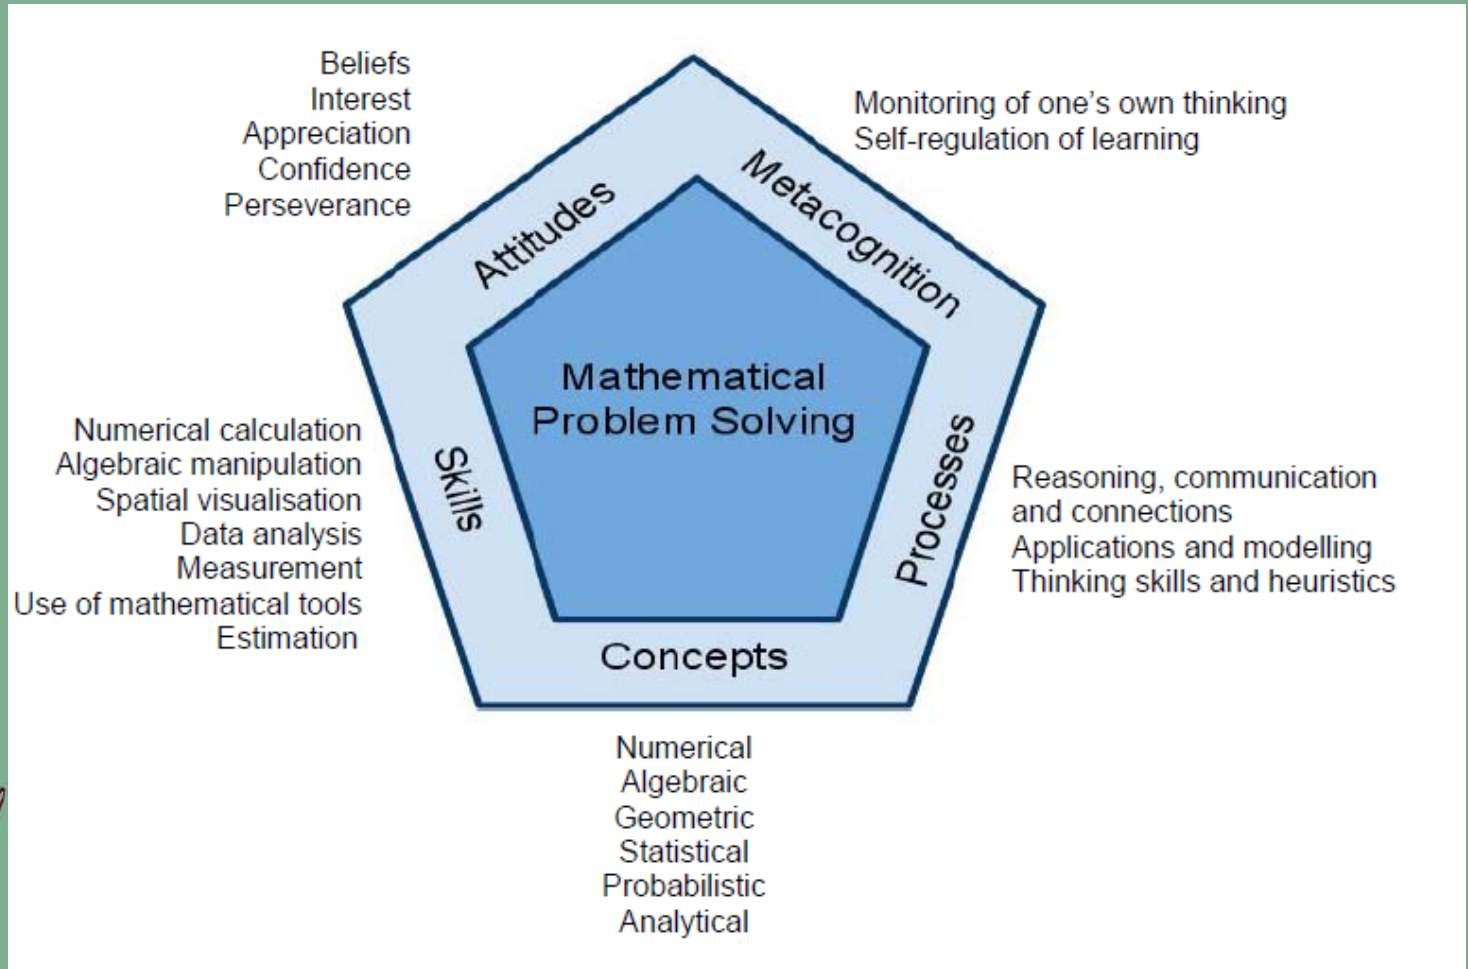 Beliefs
Interest
Appreciation
Confidence
Perseverance
Monitoring of one's own thinking
Self-regulation of learning
Attitudes
Metacognition
Mathematical
Problem Solving
Numerical calculation
Algebraic manipulation
Spatial visualisation
Data analysis
Measurement
Use of mathematical tools
Estimation
Skills
Processes
Reasoning, communication
and connections
Applications and modelling
Thinking skills and heuristics
Concepts
Numerical
Algebraic
Geometric
Statistical
Probabilistic
Analytical